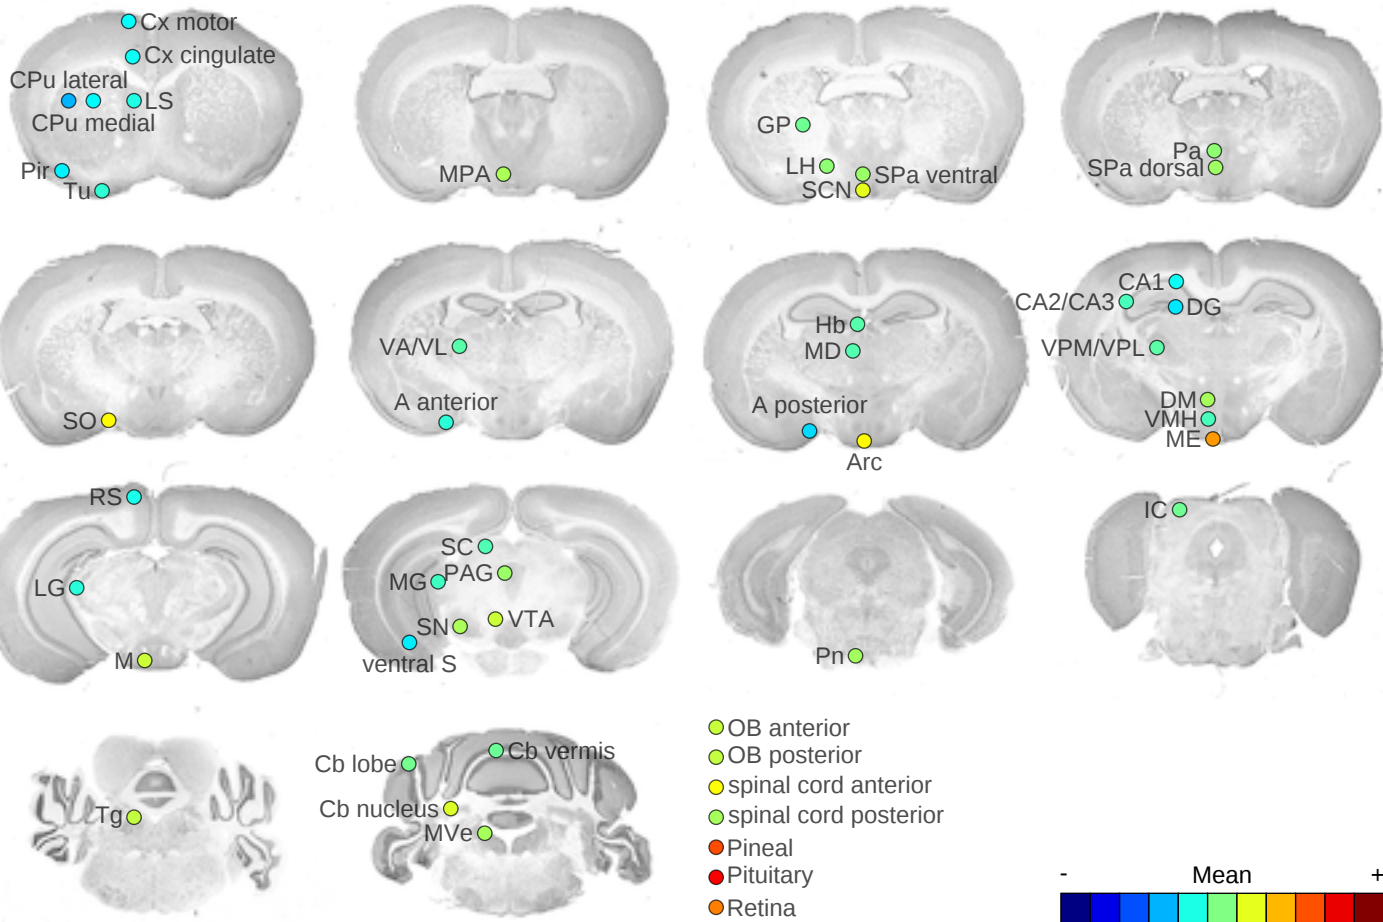 Cx motor
Cx cingulate
CPu lateral
LS
CPu medial
Pir
Tu
MPA
GP
LH
SPa ventral
SCN
Pa
SPa dorsal
SO
VA/VL
A anterior
Hb
MD
A posterior
Arc
CA1
CA2/CA3
DG
VPM/VPL
DM
VMH
ME
RS
LG
M
SC
MG
PAG
SN
VTA
ventral S
Pn
IC
Tg
Cb lobe
Cb vermis
Cb nucleus
MVe
OB anterior
OB posterior
spinal cord anterior
spinal cord posterior
Pineal
Pituitary
Retina
- Mean +